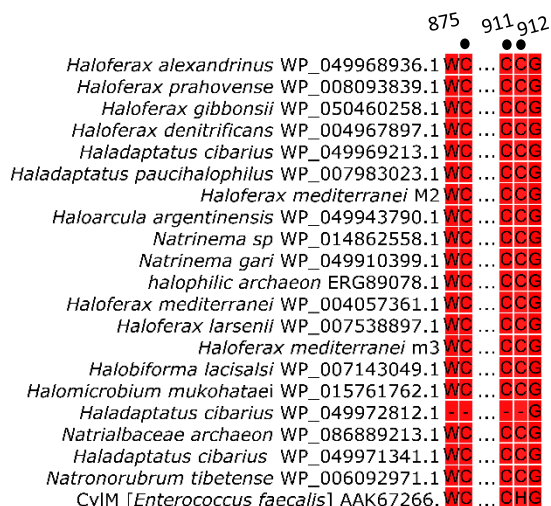 875 911 912
● ●●
Haloferax alexandrinus WP_049968936.1 WC ... CCG
Haloferax prahovense WP_008093839.1 WC ... CCG
Haloferax gibbonsii WP_050460258.1 WC ... CCG
Haloferax denitrificans WP_004967897.1 WC ... CCG
Haladaptatus cibarius WP_049969213.1 WC ... CCG
Haladaptatus paucihalophilus WP_007983023.1 WC ... CCG
Haloferax mediterranei M2 WC ... CCG
Haloarcula argentinensis WP_049943790.1 WC ... CCG
Natrinema sp WP_014862558.1 WC ... CCG
Natrinema gari WP_049910399.1 WC ... CCG
halophilic archaeon ERG89078.1 WC ... CCG
Haloferax mediterranei WP_004057361.1 WC ... CCG
Haloferax larsenii WP_007538897.1 WC ... CCG
Haloferax mediterranei m3 WC ... CCG
Halobiforma lacisalsi WP_007143049.1 WC ... CCG
Halomicrobium mukohataei WP_015761762.1 WC ... CCG
Haladaptatus cibarius WP_049972812.1 -- ... --G
Natrialbaceae archaeon WP_086889213.1 WC ... CCG
Haladaptatus cibarius WP_049971341.1 WC ... CCG
Natronorubrum tibetense WP_006092971.1 WC ... CCG
CylM [Enterococcus faecalis] AAK67266. WC ... CHG